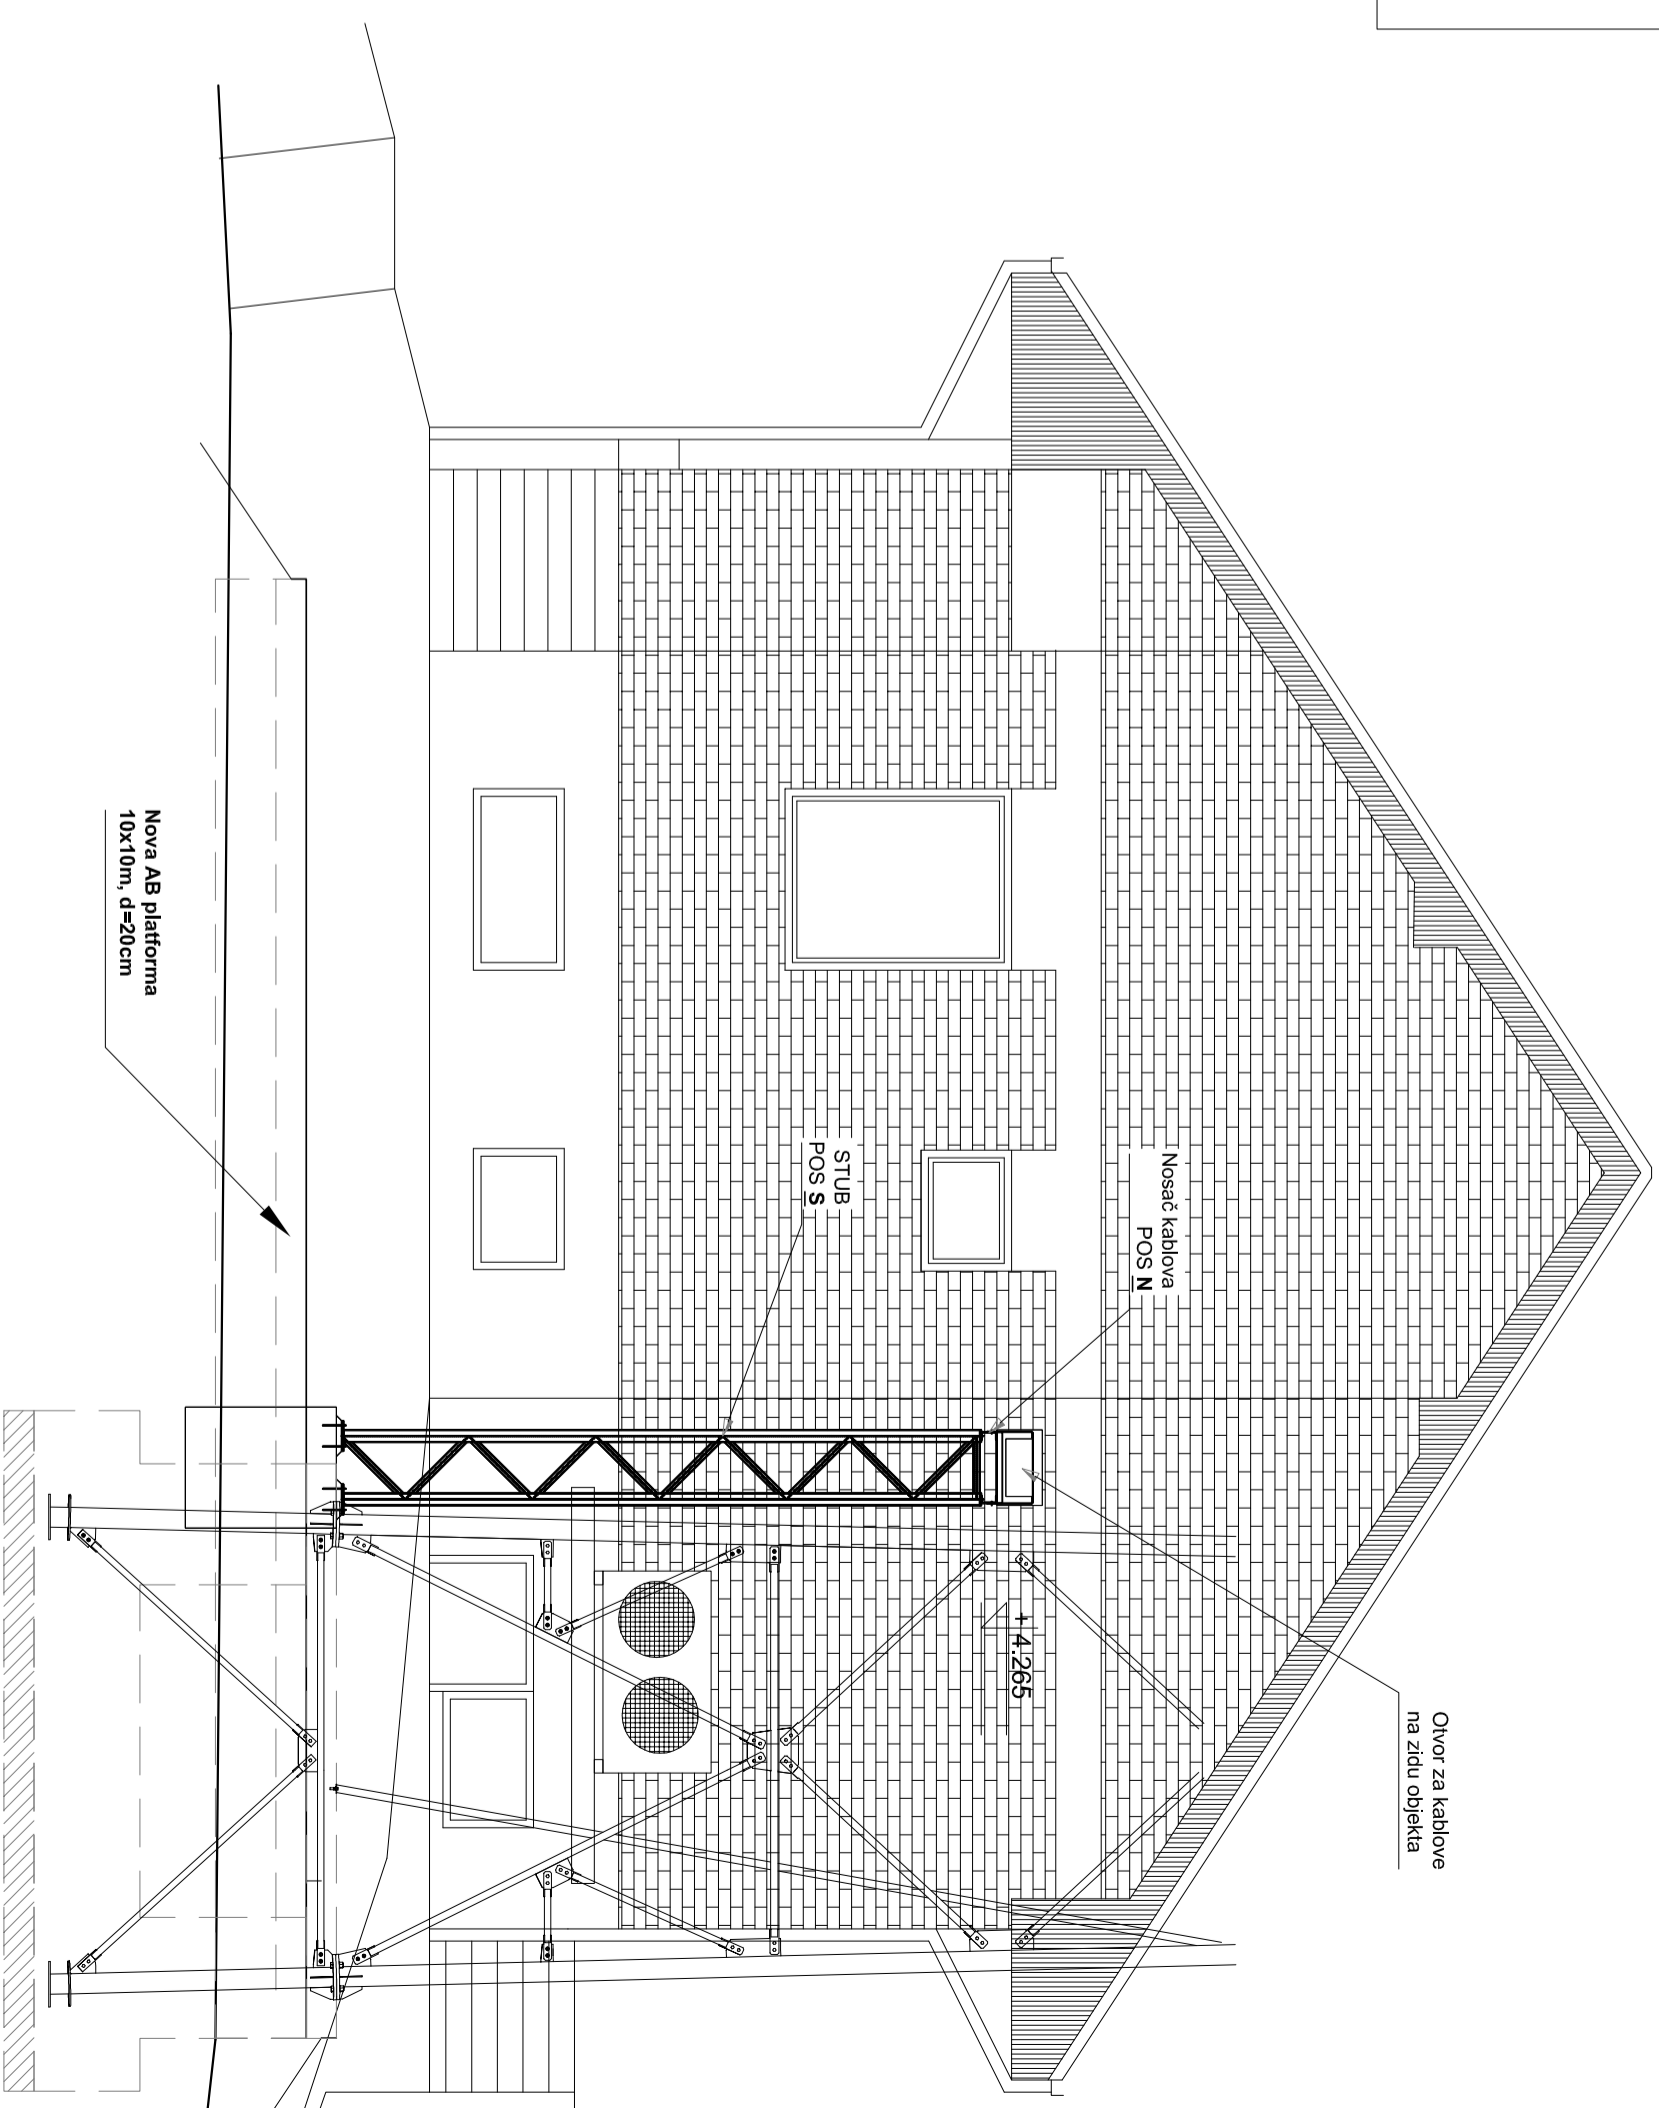 Otvor za kablove
na zidu objekta
Nosač kablova
POS N
+4.265
STUB
POS S
Nova AB platforma
10x10m, d=20cm